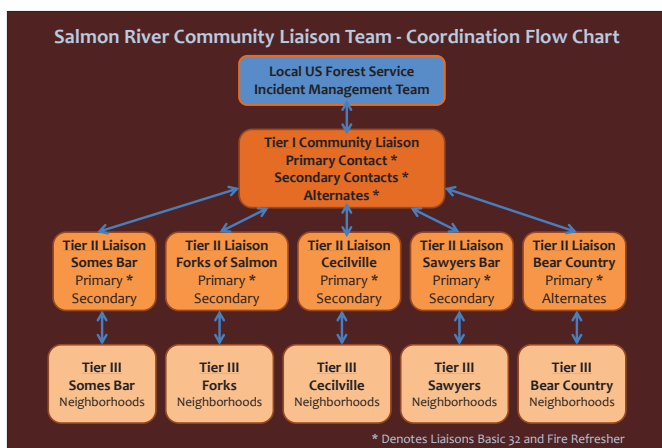 Salmon River Community Liaison Team - Coordination Flow Chart
Local US Forest Service
Incident Management Team
Tier I Community Liaison
Primary Contact *
Secondary Contacts *
Alternates *
Tier II Liaison
Somes Bar
Primary *
Secondary
Tier II Liaison
Forks of Salmon
Primary *
Secondary
Tier II Liaison
Cecilville
Primary *
Secondary
Tier II Liaison
Sawyers Bar
Primary *
Secondary
Tier II Liaison
Bear Country
Primary *
Alternates
Tier III
Somes Bar
Neighborhoods
Tier III
Forks
Neighborhoods
Tier III
Cecilville
Neighborhoods
Tier III
Sawyers
Neighborhoods
Tier III
Bear Country
Neighborhoods
* Denotes Liaisons Basic 32 and Fire Refresher